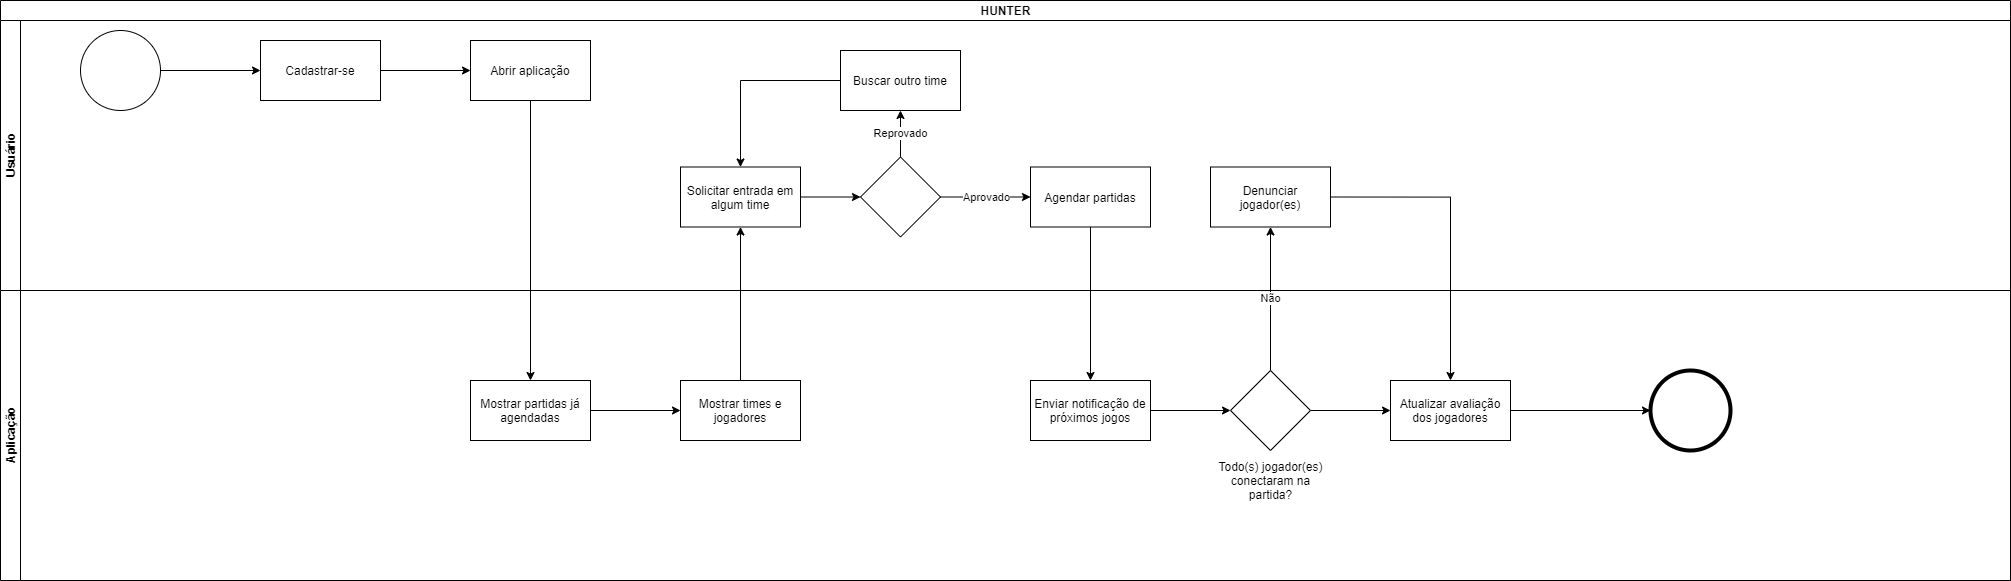 HUNTER
Usuário
Cadastrar-se
Abrir aplicação
Buscar outro time
Reprovado
Solicitar entrada em
algum time
Aprovado
Agendar partidas
Denunciar
jogador(es)
Não
Aplicação
Mostrar partidas já
agendadas
Mostrar times e
jogadores
Enviar notificação de
próximos jogos
Todo(s) jogador(es)
conectaram na
partida?
Atualizar avaliação
dos jogadores